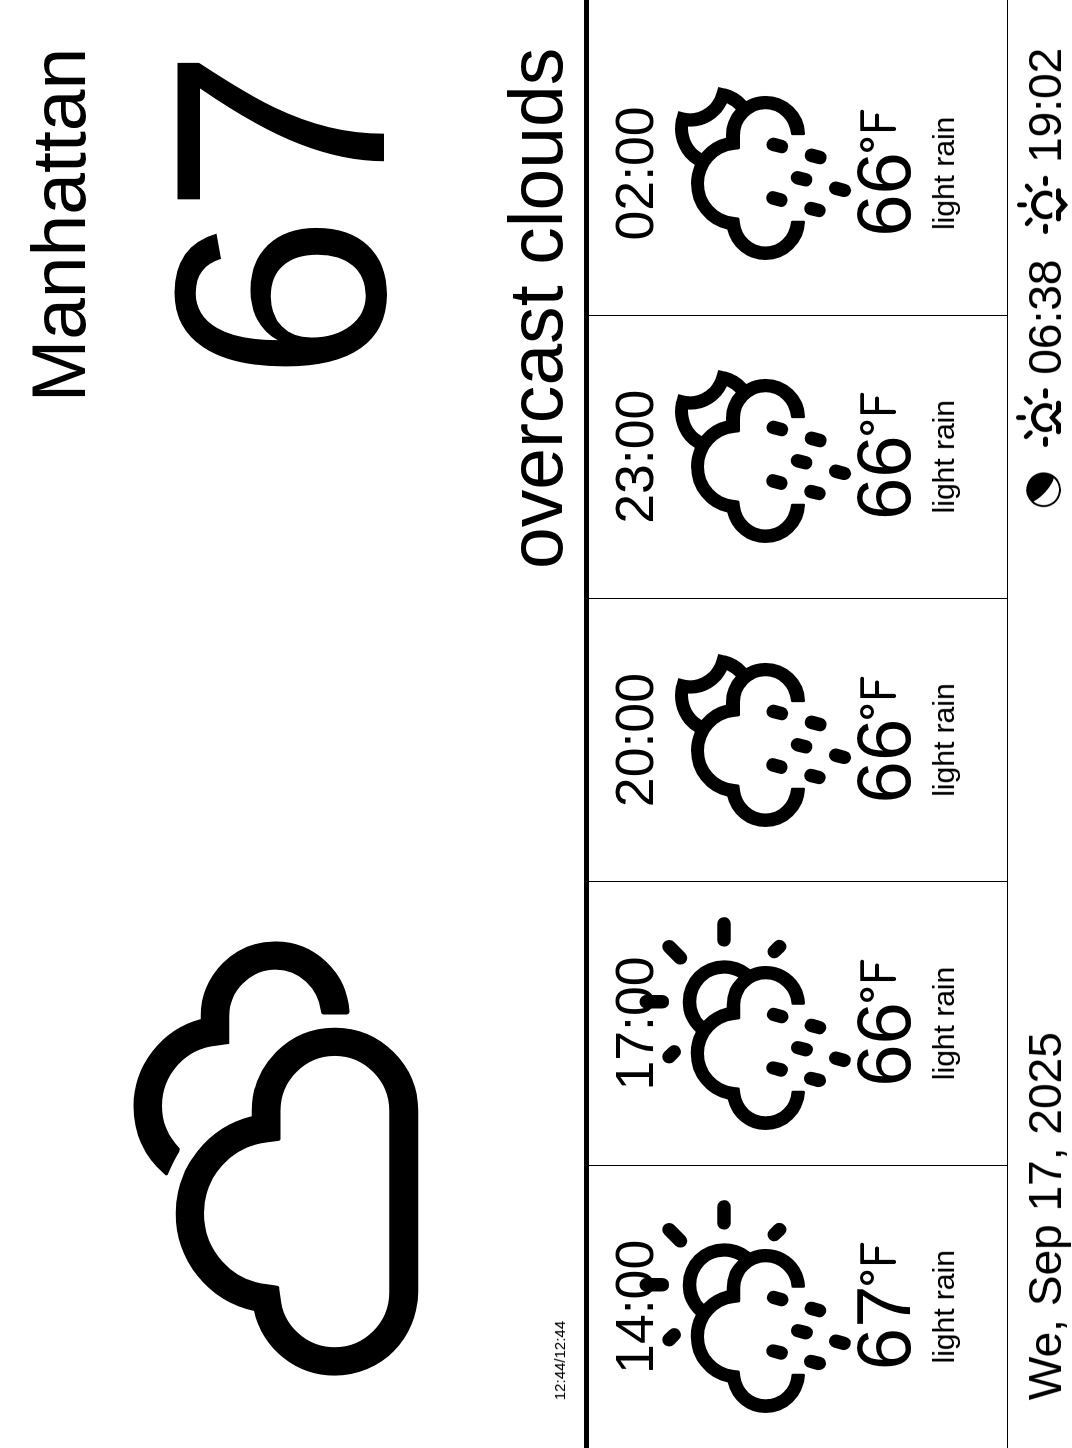 Manhattan
67
overcast clouds
12:44/12:44
14:00
67°F
light rain
17:00
66°F
light rain
20:00
66°F
light rain
23:00
66°F
light rain
02:00
66°F
light rain
We, Sep 17, 2025
06:38
19:02